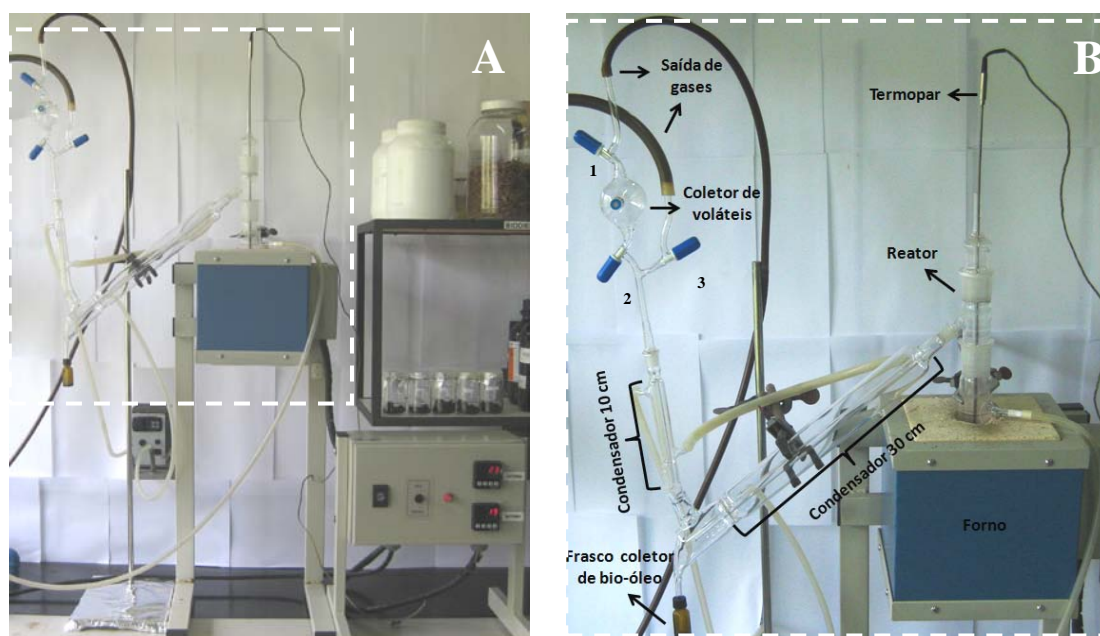 A
B
Saída de
gases
Termopar
1
Coletor de
voláteis
Reator
2
3
Condensador 10 cm
Condensador 30 cm
Forno
Frasco coletor
de bio-óleo